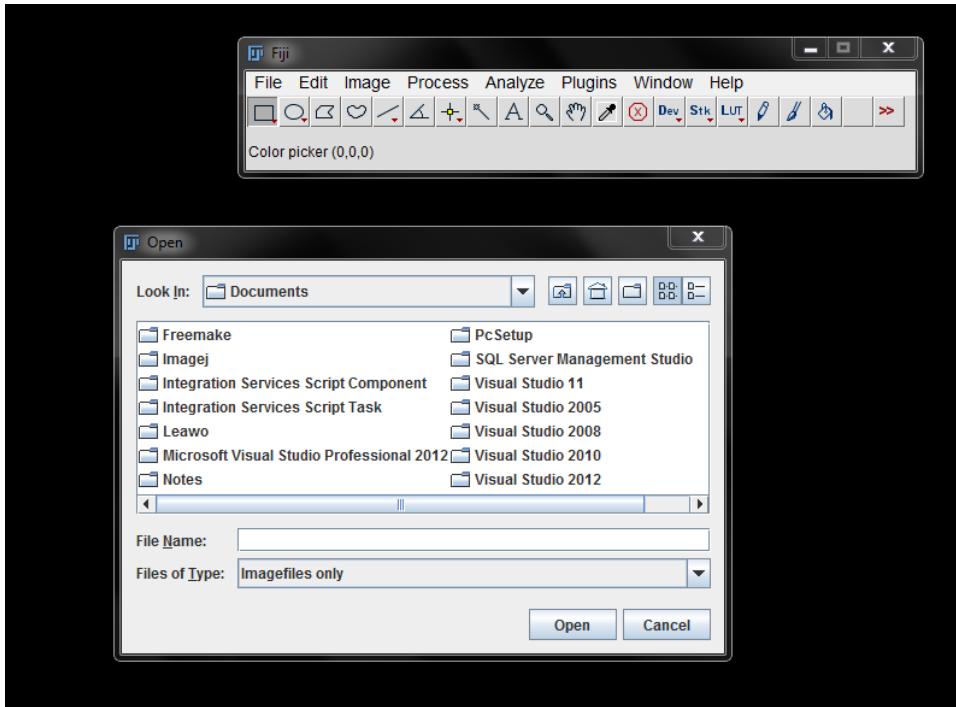 Fiji
File Edit Image Process Analyze Plugins Window Help
A Dev Stk LUT >>
Color picker (0,0,0)
Open
Look In: Documents
Freemake
Imagej
Integration Services Script Component
Integration Services Script Task
Leawo
Microsoft Visual Studio Professional 2012
Notes
PcSetup
SQL Server Management Studio
Visual Studio 11
Visual Studio 2005
Visual Studio 2008
Visual Studio 2010
Visual Studio 2012
File Name:
Files of Type: Imagefiles only
Open Cancel